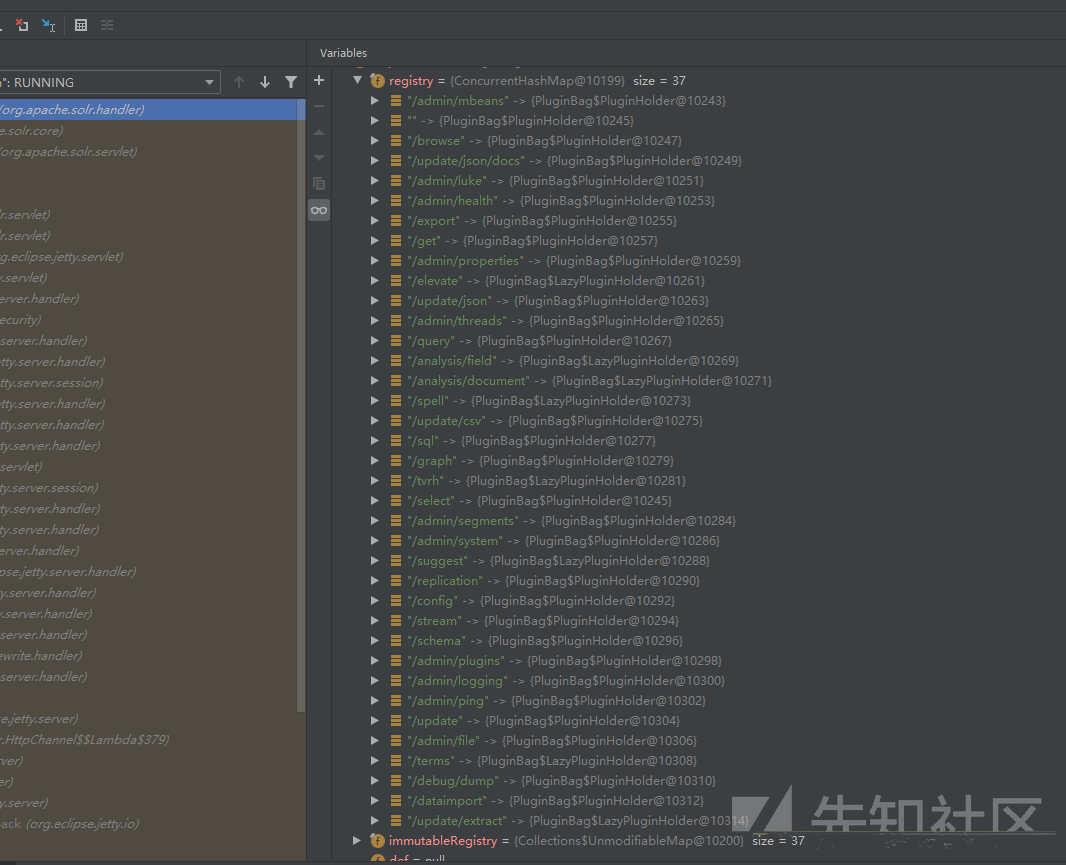 Variables
": RUNNING
(org.apache.solr.handler)
e.solr.core)
(org.apache.solr.servlet)
lr.servlet)
lr.servlet)
rg.eclipse.jetty.servlet)
y.servlet)
erver.handler)
ecurity)
.server.handler)
etty.server.handler)
tty.server.session)
etty.server.handler)
etty.server.handler)
ty.server.handler)
servlet)
ty.server.session)
ty.server.handler)
tty.server.handler)
erver.handler)
pse.jetty.server.handler)
ty.server.handler)
y.server.handler)
server.handler)
ewrite.handler)
server.handler)
e.jetty.server)
r.HttpChannel$$Lambda$379)
rver)
er)
y.server)
back (org.eclipse.jetty.io)
registry = {ConcurrentHashMap@10199} size = 37
"/admin/mbeans" -> {PluginBag$PluginHolder@10243}
"" -> {PluginBag$PluginHolder@10245}
"/browse" -> {PluginBag$PluginHolder@10247}
"/update/json/docs" -> {PluginBag$PluginHolder@10249}
"/admin/luke" -> {PluginBag$PluginHolder@10251}
"/admin/health" -> {PluginBag$PluginHolder@10253}
"/export" -> {PluginBag$PluginHolder@10255}
"/get" -> {PluginBag$PluginHolder@10257}
"/admin/properties" -> {PluginBag$PluginHolder@10259}
"/elevate" -> {PluginBag$LazyPluginHolder@10261}
"/update/json" -> {PluginBag$PluginHolder@10263}
"/admin/threads" -> {PluginBag$PluginHolder@10265}
"/query" -> {PluginBag$PluginHolder@10267}
"/analysis/field" -> {PluginBag$LazyPluginHolder@10269}
"/analysis/document" -> {PluginBag$LazyPluginHolder@10271}
"/spell" -> {PluginBag$LazyPluginHolder@10273}
"/update/csv" -> {PluginBag$PluginHolder@10275}
"/sql" -> {PluginBag$PluginHolder@10277}
"/graph" -> {PluginBag$PluginHolder@10279}
"/tvrh" -> {PluginBag$LazyPluginHolder@10281}
"/select" -> {PluginBag$PluginHolder@10245}
"/admin/segments" -> {PluginBag$PluginHolder@10284}
"/admin/system" -> {PluginBag$PluginHolder@10286}
"/suggest" -> {PluginBag$LazyPluginHolder@10288}
"/replication" -> {PluginBag$PluginHolder@10290}
"/config" -> {PluginBag$PluginHolder@10292}
"/stream" -> {PluginBag$PluginHolder@10294}
"/schema" -> {PluginBag$PluginHolder@10296}
"/admin/plugins" -> {PluginBag$PluginHolder@10298}
"/admin/logging" -> {PluginBag$PluginHolder@10300}
"/admin/ping" -> {PluginBag$PluginHolder@10302}
"/update" -> {PluginBag$PluginHolder@10304}
"/admin/file" -> {PluginBag$PluginHolder@10306}
"/terms" -> {PluginBag$LazyPluginHolder@10308}
"/debug/dump" -> {PluginBag$PluginHolder@10310}
"/dataimport" -> {PluginBag$PluginHolder@10312}
"/update/extract" -> {PluginBag$LazyPluginHolder@10314}
immutableRegistry = {Collections$UnmodifiableMap@10200} size = 37
def = null
先知社区